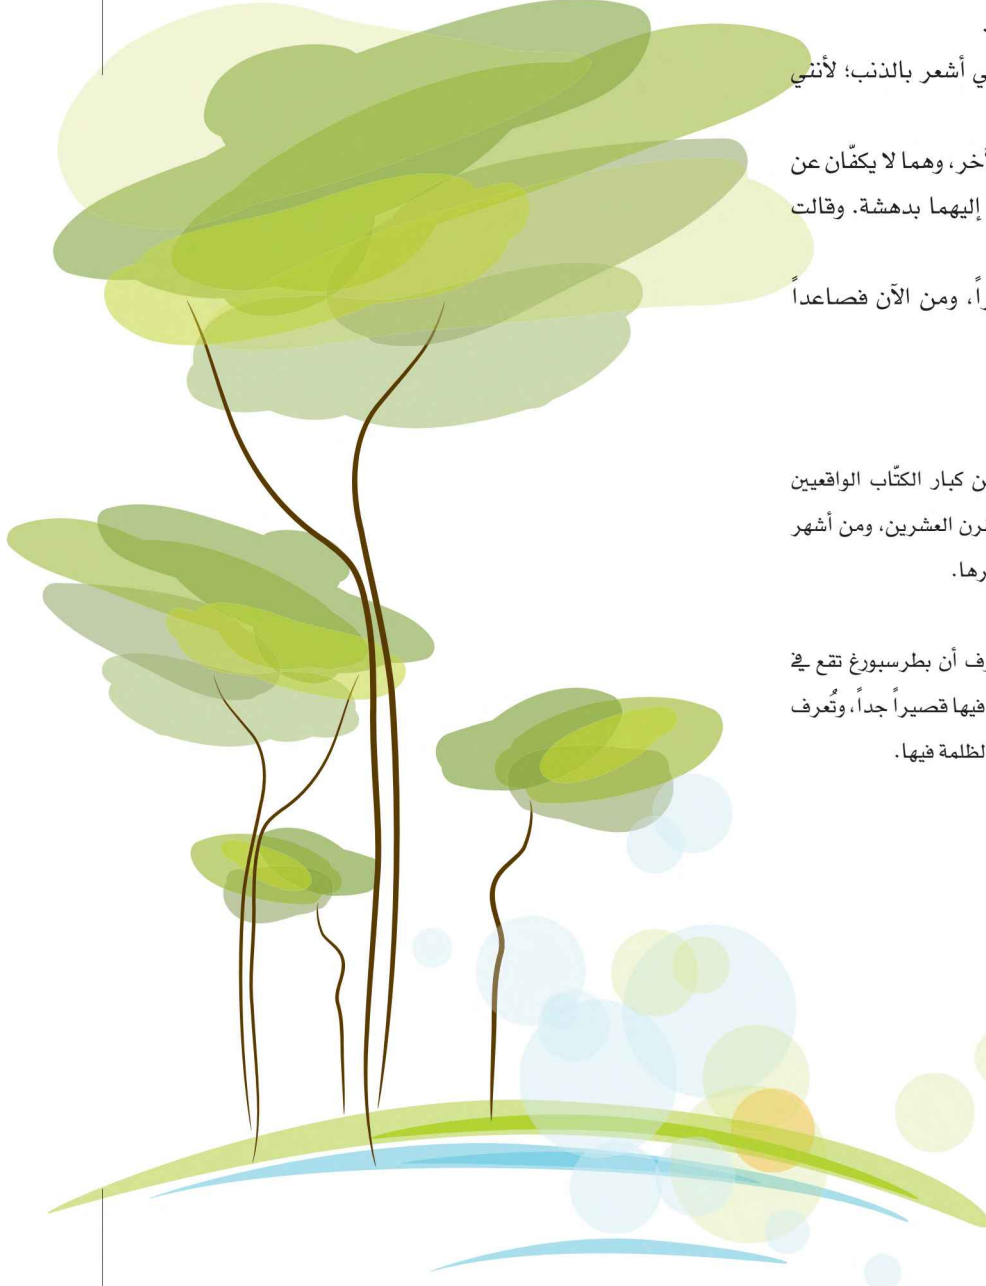 ي أشعر بالذنب؛ لأنني
خر، وهما لا يكفّان عن
إليهما بدهشة. وقالت
راً، ومن الآن فصاعداً
ن كبار الكتّاب الواقعيين
رن العشرين، ومن أشهر
رها.
ف أن بطرسبورغ تقع في
فيها قصيراً جداً، وتُعرف
لظلمة فيها.